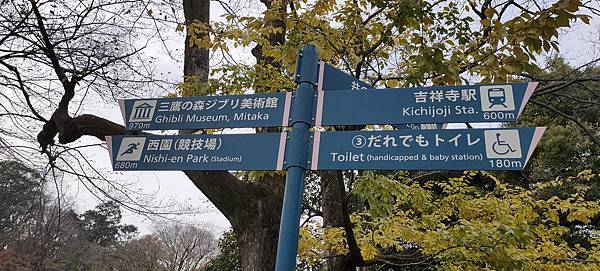 三鷹の森ジブリ美術館
Ghibli Museum, Mitaka
970m
西園(競技場)
Nishi-en Park (Stadium)
680m
吉祥寺駅
Kichijoji Sta.
600m
③だれでもトイレ
Toilet (handicapped & baby station)
180m